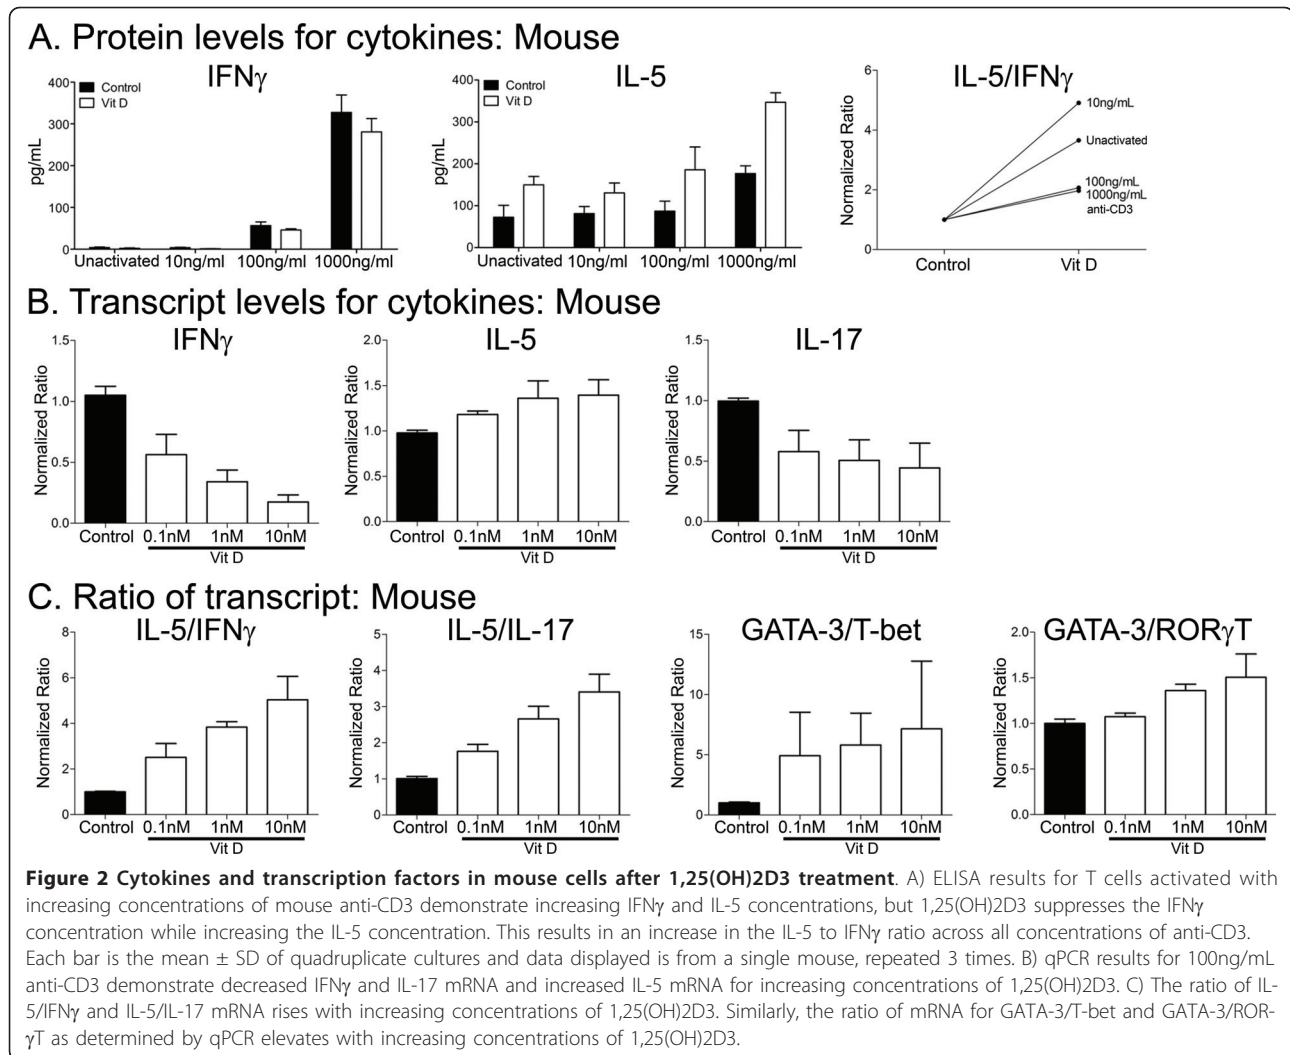 A. Protein levels for cytokines: Mouse
IFNγ
400
300
200
100
0
pg/mL
Control
Vit D
Unactivated 10ng/ml 100ng/ml 1000ng/ml
IL-5
400
300
200
100
0
pg/mL
Control
Vit D
Unactivated 10ng/ml 100ng/ml 1000ng/ml
IL-5/IFNγ
6
4
2
0
Normalized Ratio
10ng/mL
Unactivated
100ng/mL
1000ng/mL
anti-CD3
Control Vit D
B. Transcript levels for cytokines: Mouse
IFNγ
1.5
1.0
0.5
0.0
Normalized Ratio
Control 0.1nM 1nM 10nM
Vit D
IL-5
2.0
1.5
1.0
0.5
0.0
Normalized Ratio
Control 0.1nM 1nM 10nM
Vit D
IL-17
1.5
1.0
0.5
0.0
Normalized Ratio
Control 0.1nM 1nM 10nM
Vit D
C. Ratio of transcript: Mouse
IL-5/IFNγ
8
6
4
2
0
Normalized Ratio
Control 0.1nM 1nM 10nM
Vit D
IL-5/IL-17
5
4
3
2
1
0
Normalized Ratio
Control 0.1nM 1nM 10nM
Vit D
GATA-3/T-bet
15
10
5
0
Normalized Ratio
Control 0.1nM 1nM 10nM
Vit D
GATA-3/RORγT
2.0
1.5
1.0
0.5
0.0
Normalized Ratio
Control 0.1nM 1nM 10nM
Vit D
Figure 2 Cytokines and transcription factors in mouse cells after 1,25(OH)2D3 treatment. A) ELISA results for T cells activated with
increasing concentrations of mouse anti-CD3 demonstrate increasing IFNγ and IL-5 concentrations, but 1,25(OH)2D3 suppresses the IFNγ
concentration while increasing the IL-5 concentration. This results in an increase in the IL-5 to IFNγ ratio across all concentrations of anti-CD3.
Each bar is the mean ± SD of quadruplicate cultures and data displayed is from a single mouse, repeated 3 times. B) qPCR results for 100ng/mL
anti-CD3 demonstrate decreased IFNγ and IL-17 mRNA and increased IL-5 mRNA for increasing concentrations of 1,25(OH)2D3. C) The ratio of IL-
5/IFNγ and IL-5/IL-17 mRNA rises with increasing concentrations of 1,25(OH)2D3. Similarly, the ratio of mRNA for GATA-3/T-bet and GATA-3/ROR-
γT as determined by qPCR elevates with increasing concentrations of 1,25(OH)2D3.